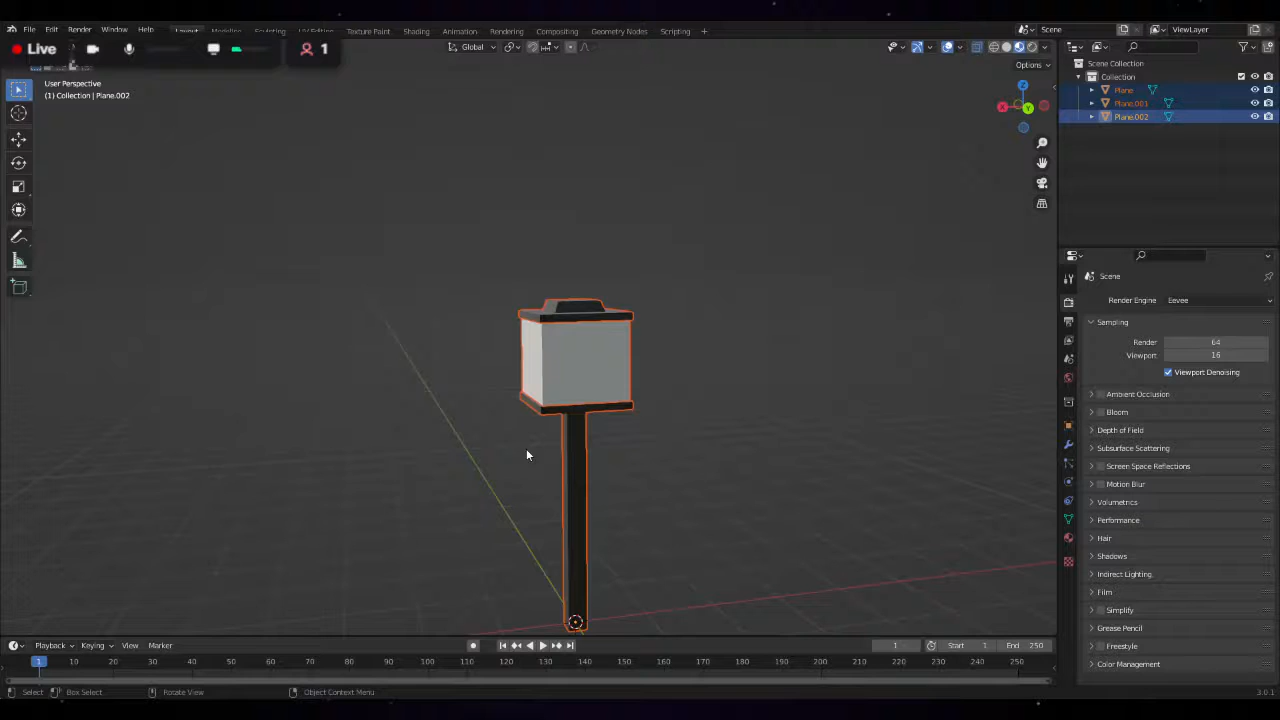 File Edit Render Window Help Layout Modeling Sculpting UV Editing Texture Paint Shading Animation Rendering Compositing Geometry Nodes Scripting +
Scene ViewLayer
Live 1
Global
Options
User Perspective
(1) Collection | Plane.002
Scene Collection
Collection
Plane
Plane.001
Plane.002
X
Y
Z
Scene
Render Engine Eevee
Sampling
Render 64
Viewport 16
Viewport Denoising
Ambient Occlusion
Bloom
Depth of Field
Subsurface Scattering
Screen Space Reflections
Motion Blur
Volumetrics
Performance
Hair
Shadows
Indirect Lighting
Film
Simplify
Grease Pencil
Freestyle
Color Management
Playback Keying View Marker
1 Start 1 End 250
1 10 20 30 40 50 60 70 80 90 100 110 120 130 140 150 160 170 180 190 200 210 220 230 240 250
Select Box Select Rotate View Object Context Menu
3.0.1